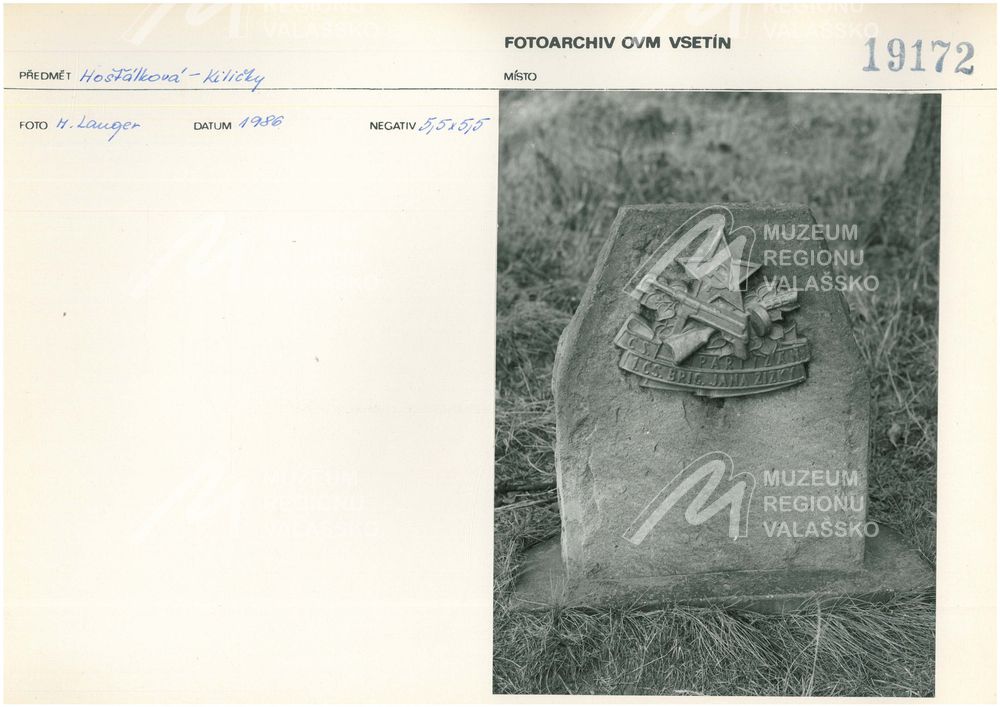 FOTOARCHIV OVM VSETÍN
19172
PŘEDMĚT Hošťálková - Kiličky
MÍSTO
FOTO H. Langer DATUM 1986 NEGATIV 5,5x5,5
MUZEUM
REGIONU
VALAŠSKO
PARTYZÁN
1. ČS. BRIG. JANA ŽIŽKY
MUZEUM
REGIONU
VALAŠSKO